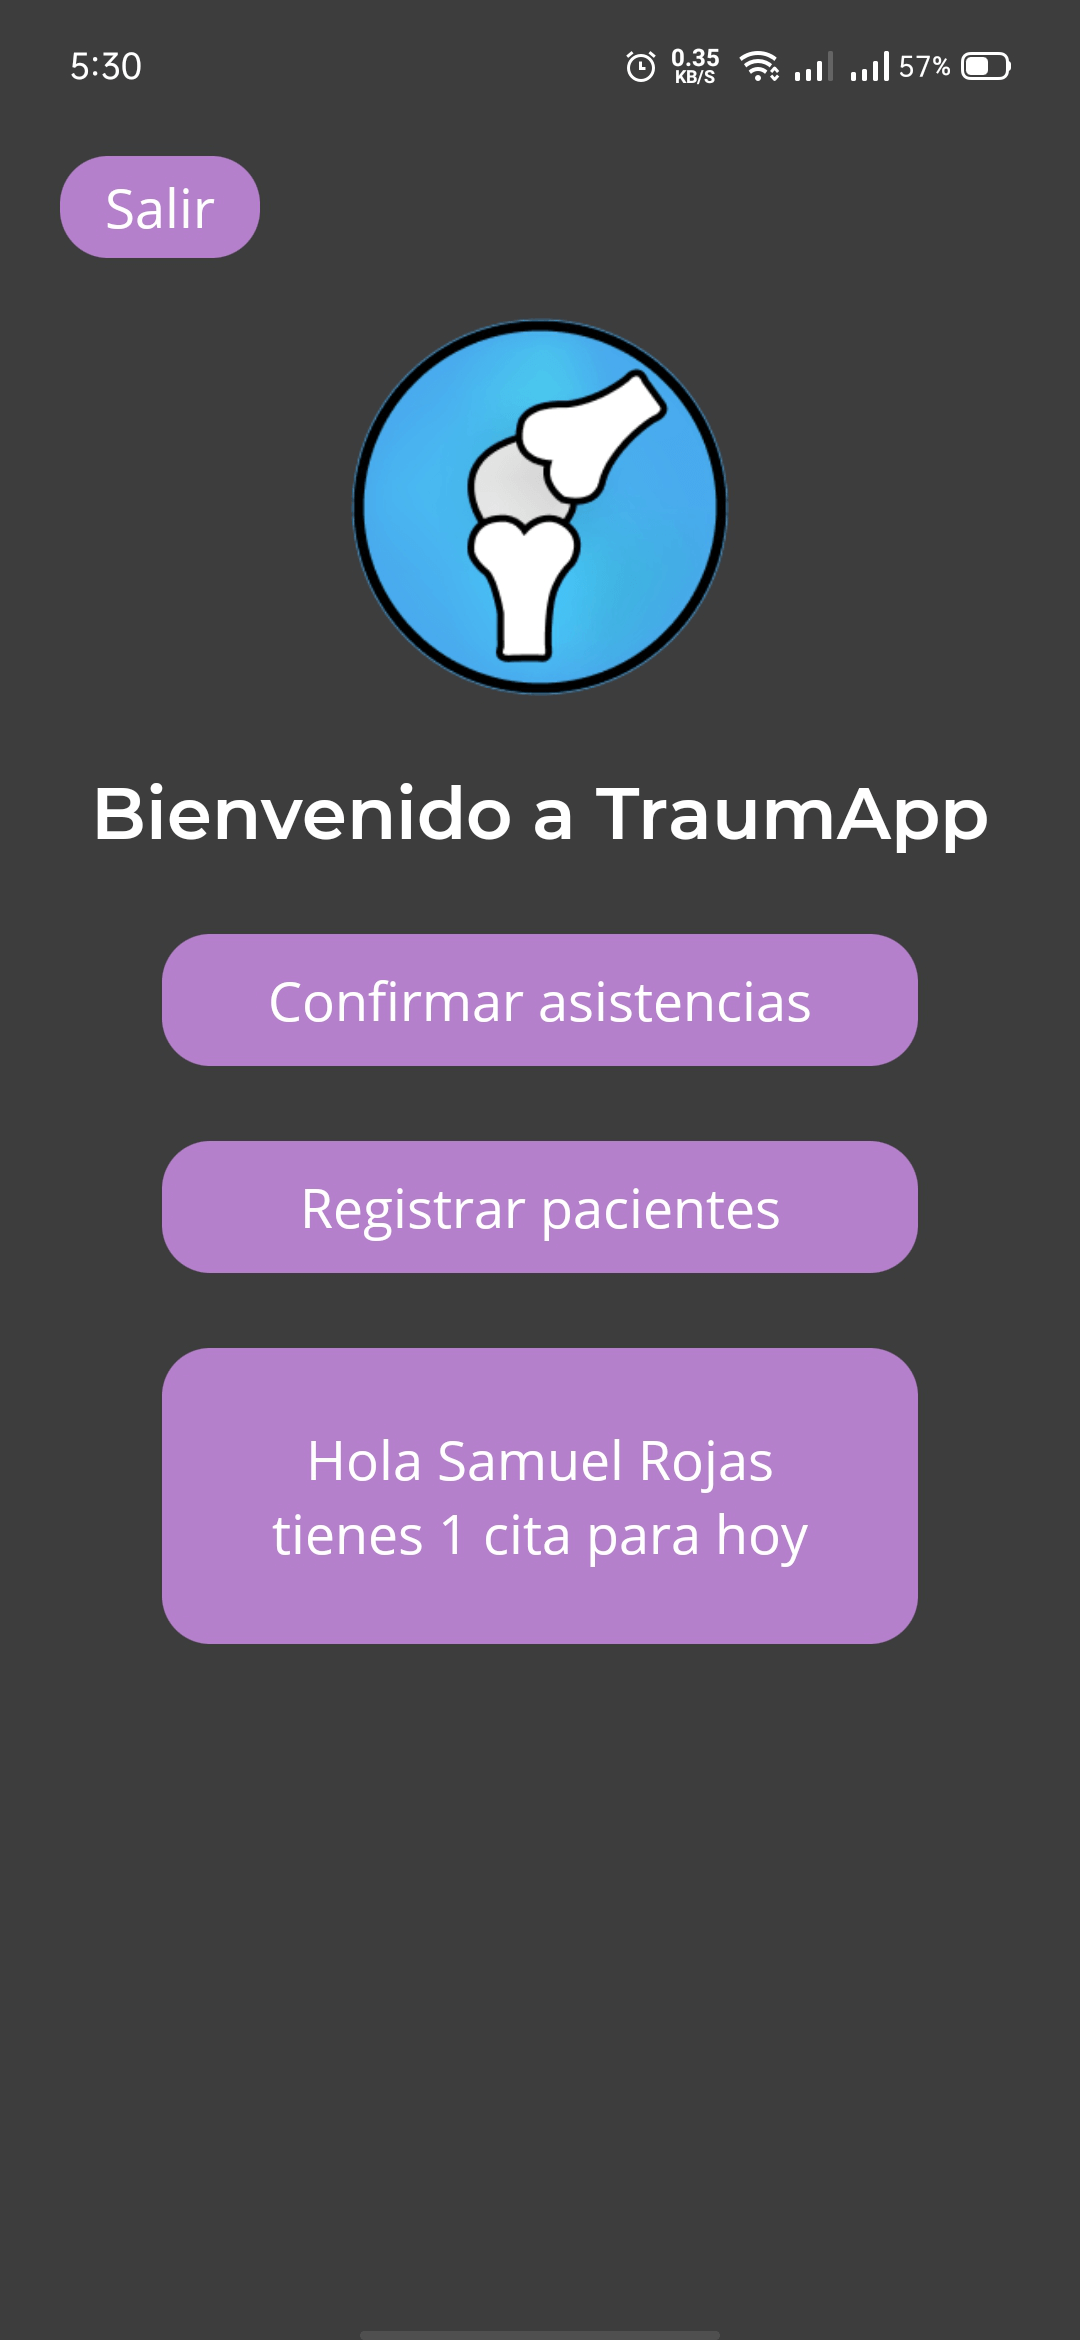 5:30
0.35
KB/S
57%
Salir
Bienvenido a TraumApp
Confirmar asistencias
Registrar pacientes
Hola Samuel Rojas
tienes 1 cita para hoy